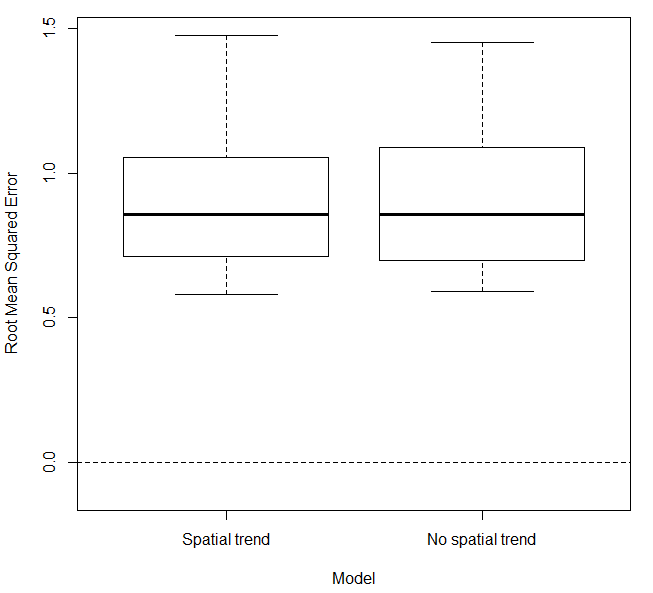 Root Mean Squared Error
1.5
1.0
0.5
0.0
Spatial trend
No spatial trend
Model